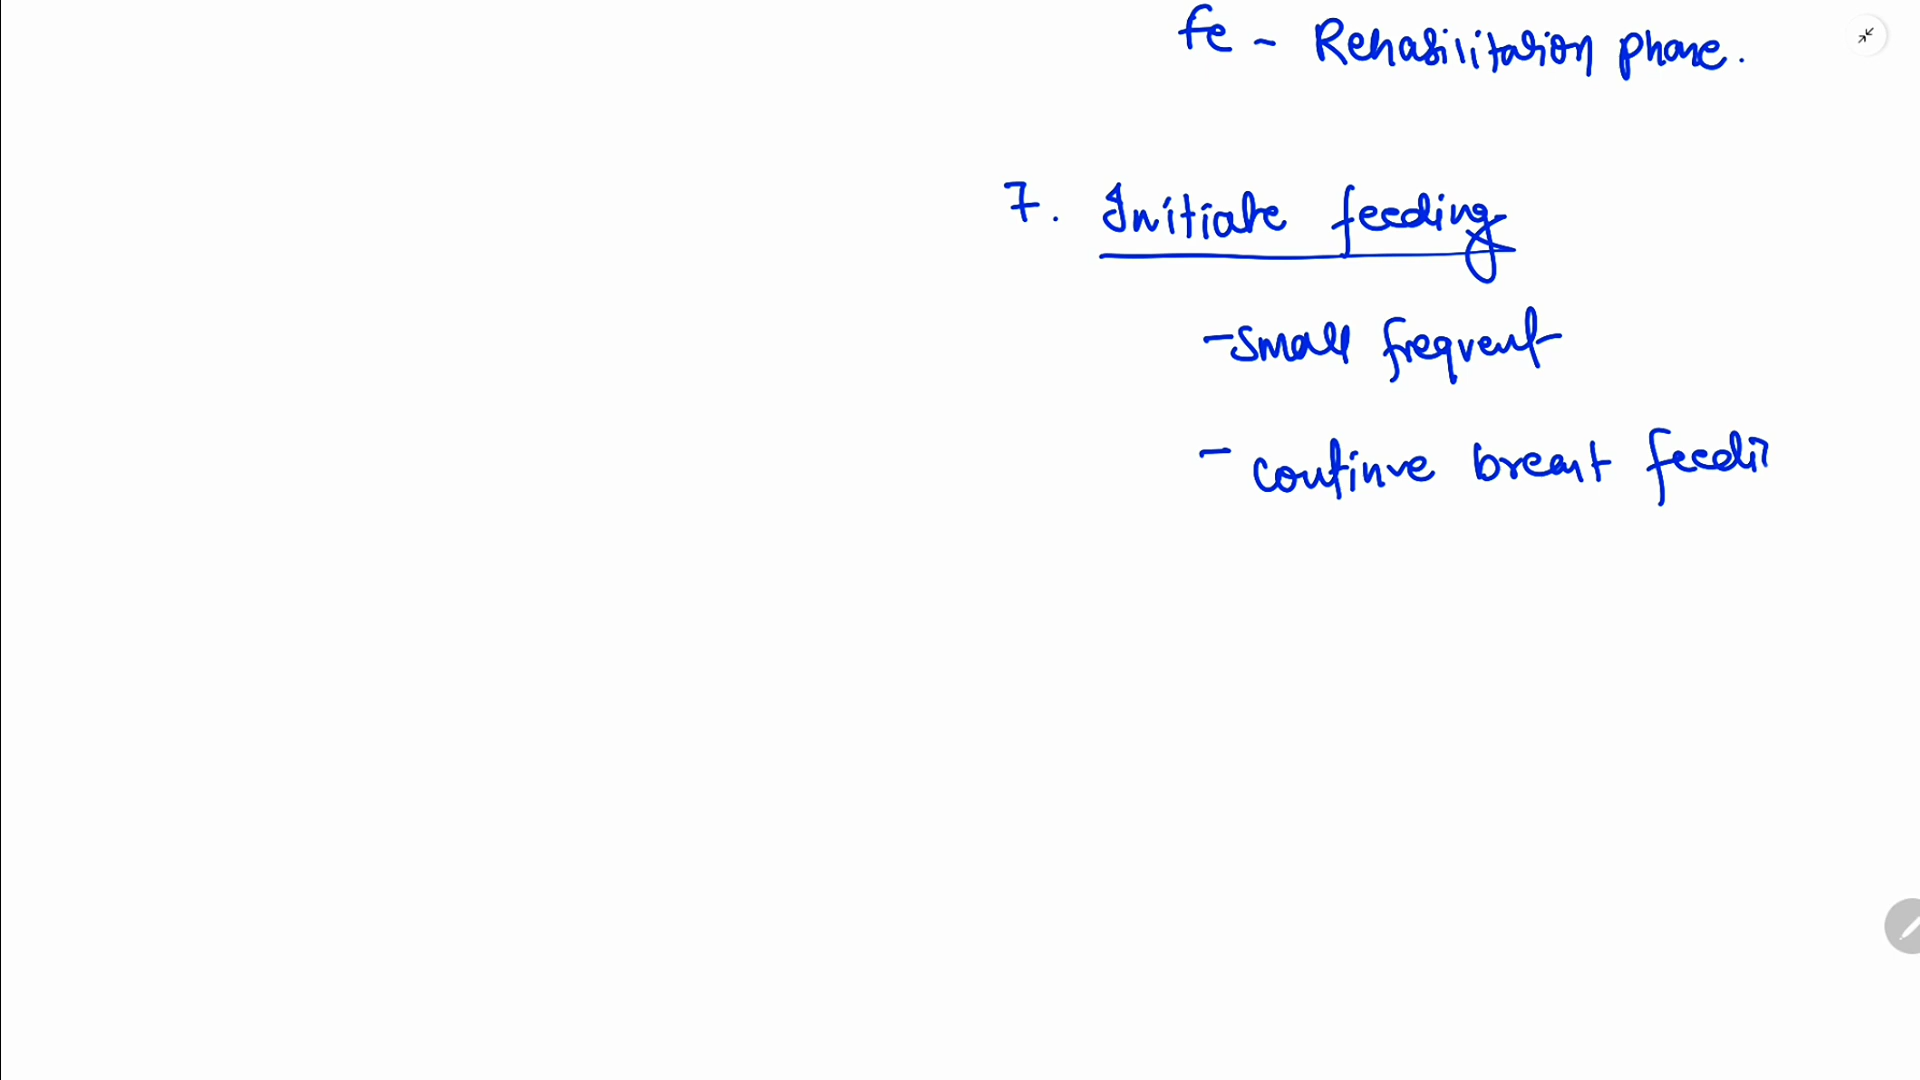 fe - Rehabilitation phase.
7. Initiate feeding
- small frequent
- continue breast feedi